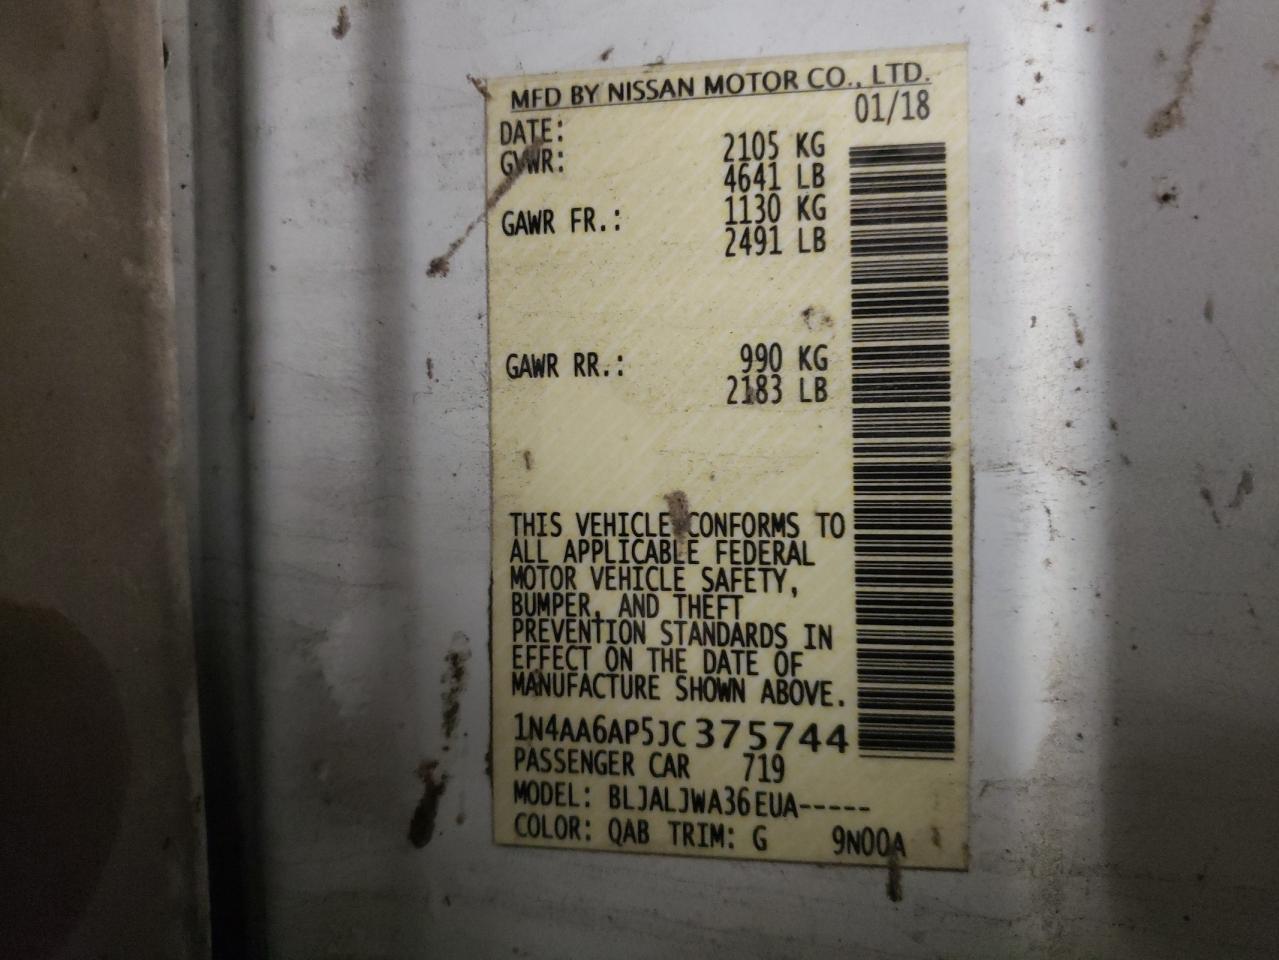 MFD BY NISSAN MOTOR CO., LTD.
DATE: 01/18
GVWR: 2105 KG
4641 LB
GAWR FR.: 1130 KG
2491 LB
GAWR RR.: 990 KG
2183 LB
THIS VEHICLE CONFORMS TO
ALL APPLICABLE FEDERAL
MOTOR VEHICLE SAFETY,
BUMPER, AND THEFT
PREVENTION STANDARDS IN
EFFECT ON THE DATE OF
MANUFACTURE SHOWN ABOVE.
1N4AA6AP5JC375744
PASSENGER CAR 719
MODEL: BLJALJWA36EUA-----
COLOR: QAB TRIM: G 9N00A